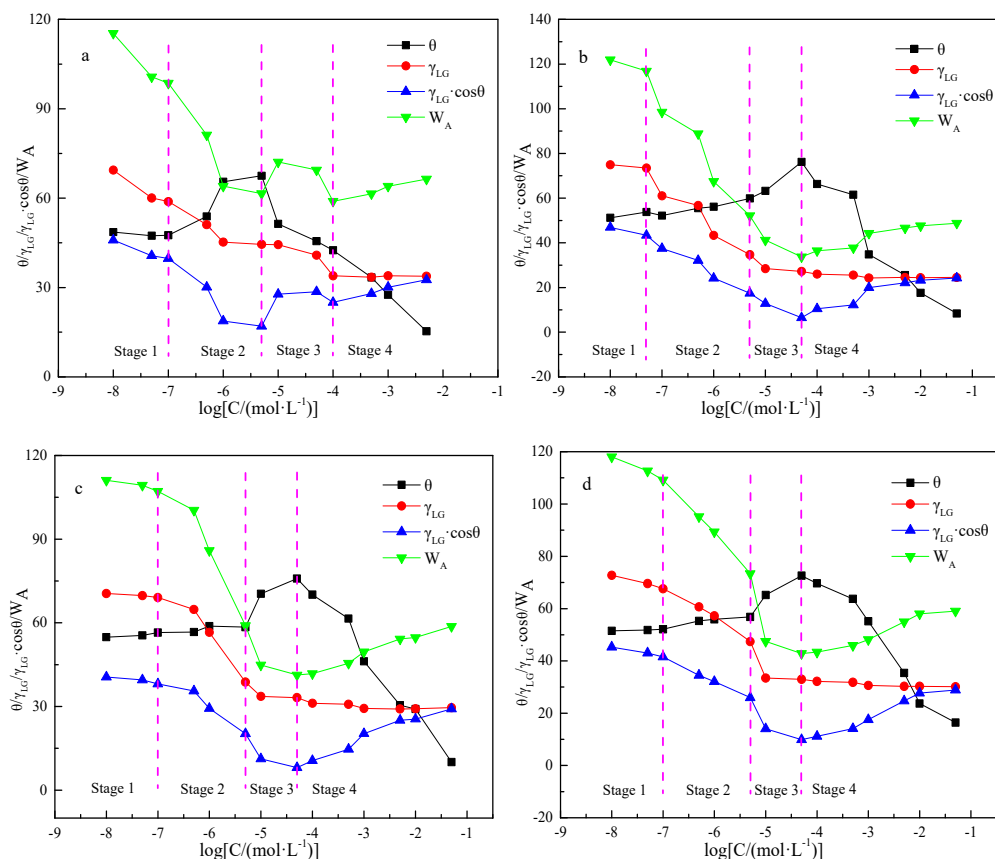 a
θ
γLG
γLG·cosθ
WA
θ/γLG/γLG·cosθ/WA
120
90
60
30
0
Stage 1
Stage 2
Stage 3
Stage 4
-9 -8 -7 -6 -5 -4 -3 -2 -1
log[C/(mol·L-1)]
b
θ
γLG
γLG·cosθ
WA
θ/γLG/γLG·cosθ/WA
140
120
100
80
60
40
20
0
-20
Stage 1
Stage 2
Stage 3
Stage 4
-9 -8 -7 -6 -5 -4 -3 -2 -1
log[C/(mol·L-1)]
c
θ
γLG
γLG·cosθ
WA
θ/γLG/γLG·cosθ/WA
120
90
60
30
0
Stage 1
Stage 2
Stage 3
Stage 4
-9 -8 -7 -6 -5 -4 -3 -2 -1
log[C/(mol·L-1)]
d
θ
γLG
γLG·cosθ
WA
θ/γLG/γLG·cosθ/WA
120
100
80
60
40
20
0
-20
Stage 1
Stage 2
Stage 3
Stage 4
-9 -8 -7 -6 -5 -4 -3 -2 -1
log[C/(mol·L-1)]